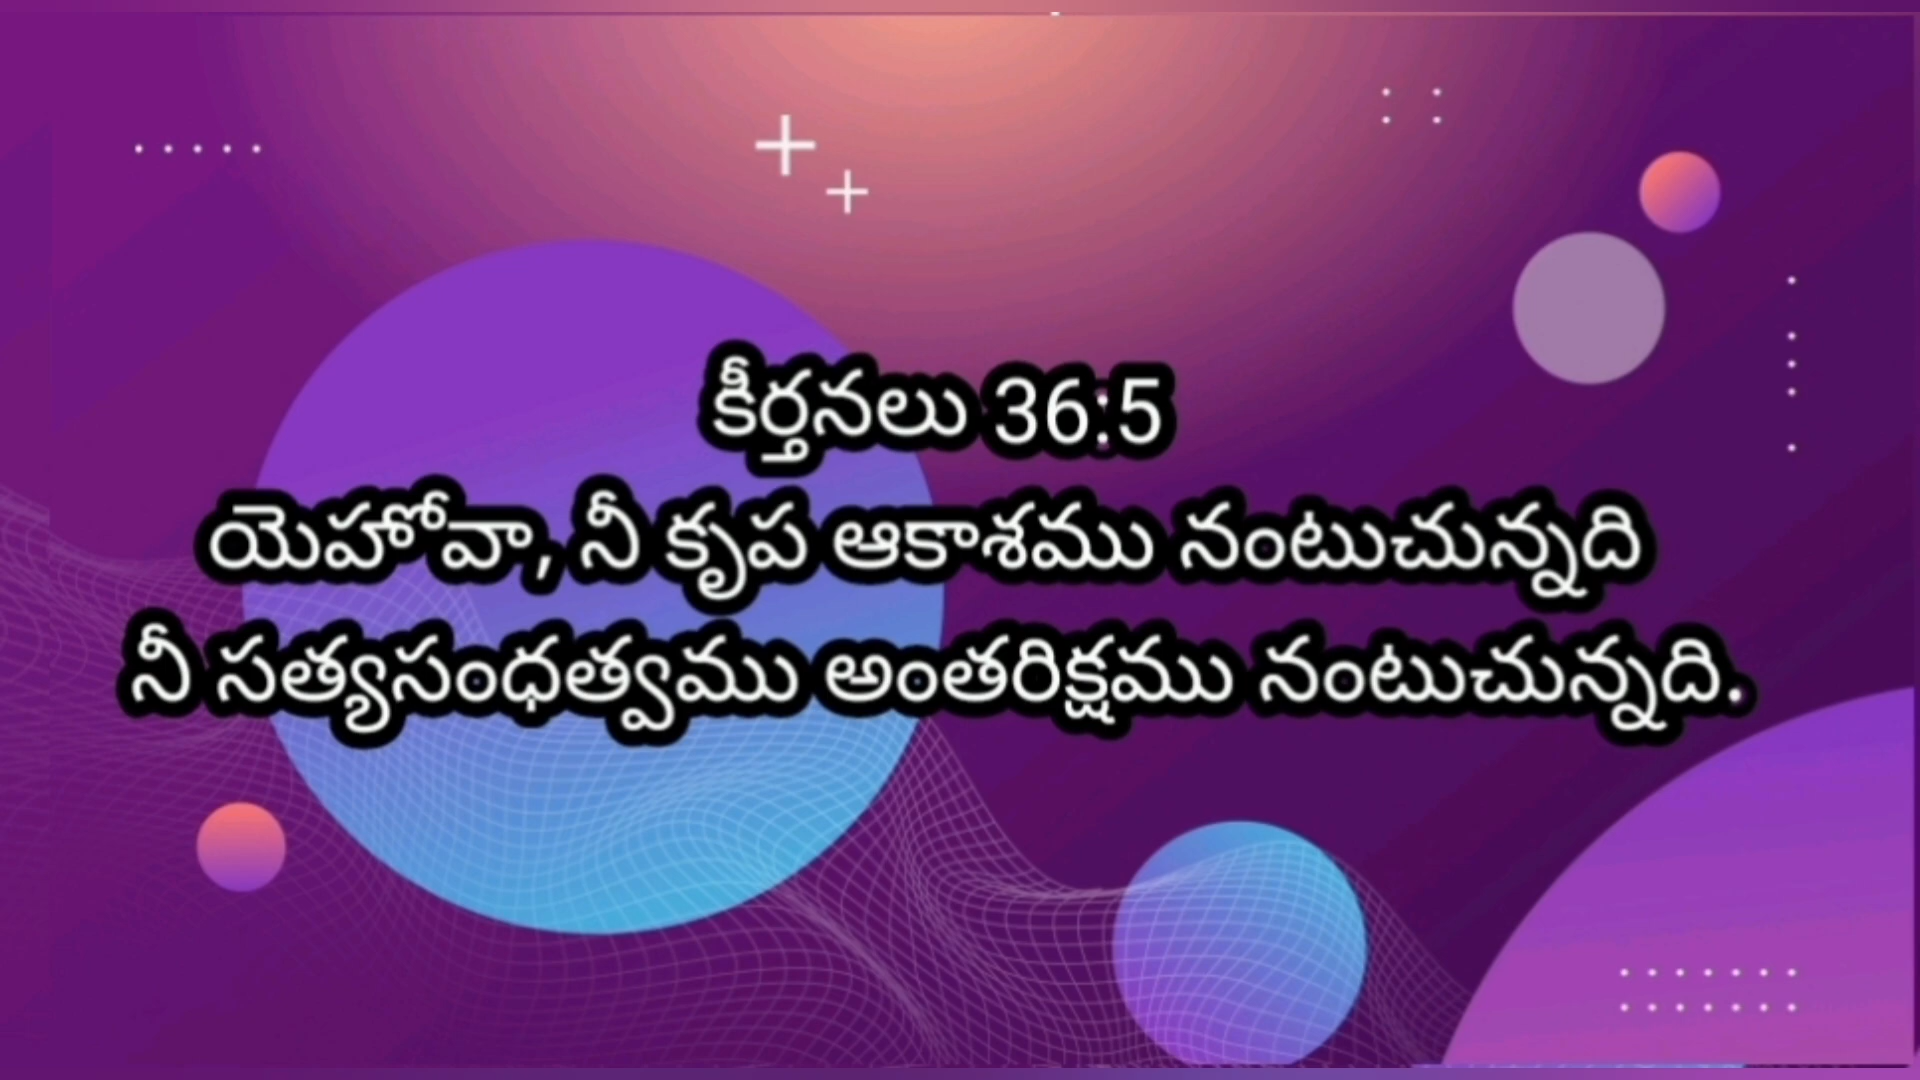 కీర్తనలు 36:5
యెహోవా, నీ కృప ఆకాశము నంటుచున్నది
నీ సత్యసంధత్వము అంతరిక్షము నంటుచున్నది.